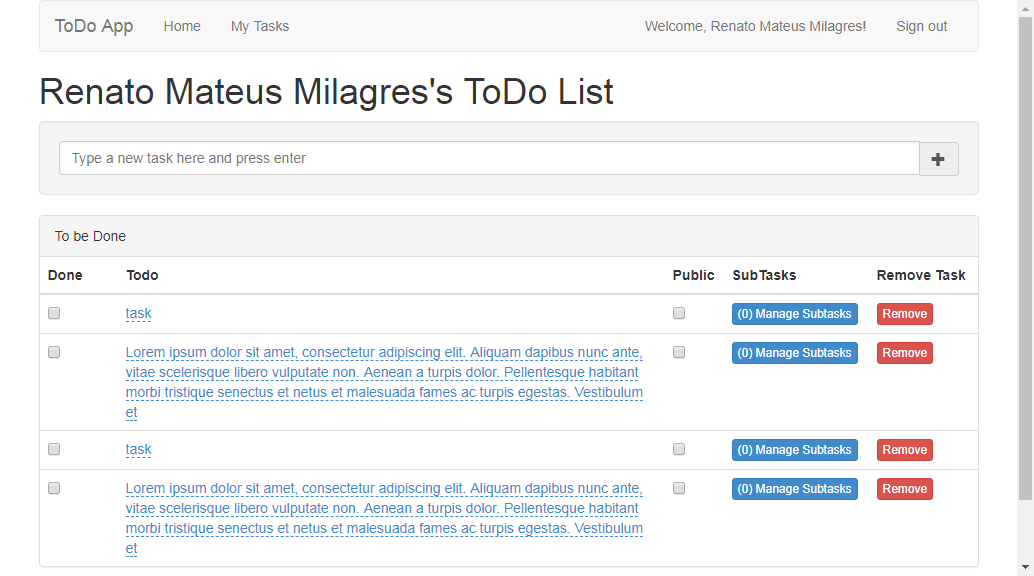 ToDo App Home My Tasks Welcome, Renato Mateus Milagres! Sign out
Renato Mateus Milagres's ToDo List
Type a new task here and press enter
To be Done
Done Todo Public SubTasks Remove Task
task (0) Manage Subtasks Remove
Lorem ipsum dolor sit amet, consectetur adipiscing elit. Aliquam dapibus nunc ante, (0) Manage Subtasks Remove
vitae scelerisque libero vulputate non. Aenean a turpis dolor. Pellentesque habitant
morbi tristique senectus et netus et malesuada fames ac turpis egestas. Vestibulum
et
task (0) Manage Subtasks Remove
Lorem ipsum dolor sit amet, consectetur adipiscing elit. Aliquam dapibus nunc ante, (0) Manage Subtasks Remove
vitae scelerisque libero vulputate non. Aenean a turpis dolor. Pellentesque habitant
morbi tristique senectus et netus et malesuada fames ac turpis egestas. Vestibulum
et